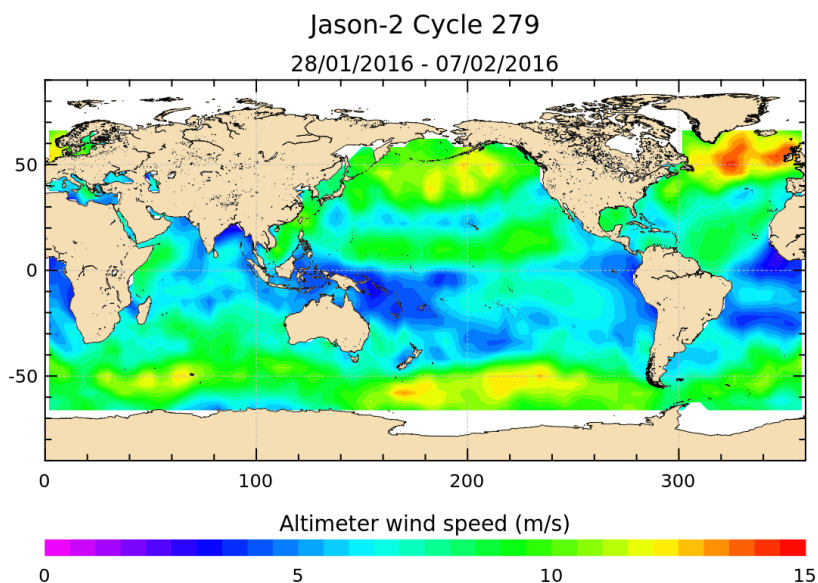 Jason-2 Cycle 279
28/01/2016 - 07/02/2016
50
0
-50
0 100 200 300
Altimeter wind speed (m/s)
0 5 10 15